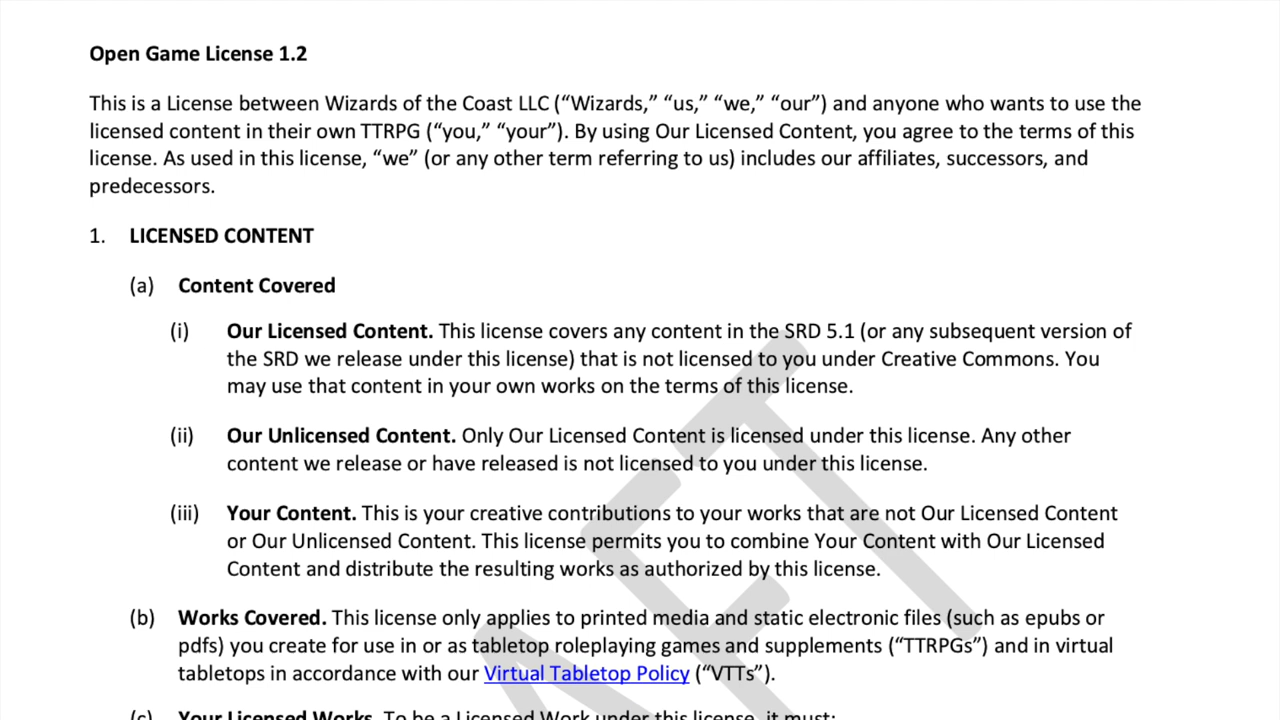 Open Game License 1.2
This is a License between Wizards of the Coast LLC (“Wizards,” “us,” “we,” “our”) and anyone who wants to use the
licensed content in their own TTRPG (“you,” “your”). By using Our Licensed Content, you agree to the terms of this
license. As used in this license, “we” (or any other term referring to us) includes our affiliates, successors, and
predecessors.
1. LICENSED CONTENT
(a) Content Covered
(i) Our Licensed Content. This license covers any content in the SRD 5.1 (or any subsequent version of
the SRD we release under this license) that is not licensed to you under Creative Commons. You
may use that content in your own works on the terms of this license.
(ii) Our Unlicensed Content. Only Our Licensed Content is licensed under this license. Any other
content we release or have released is not licensed to you under this license.
(iii) Your Content. This is your creative contributions to your works that are not Our Licensed Content
or Our Unlicensed Content. This license permits you to combine Your Content with Our Licensed
Content and distribute the resulting works as authorized by this license.
(b) Works Covered. This license only applies to printed media and static electronic files (such as epubs or
pdfs) you create for use in or as tabletop roleplaying games and supplements (“TTRPGs”) and in virtual
tabletops in accordance with our Virtual Tabletop Policy (“VTTs”).
(c) Your Licensed Works. To be a Licensed Work under this license, it must: